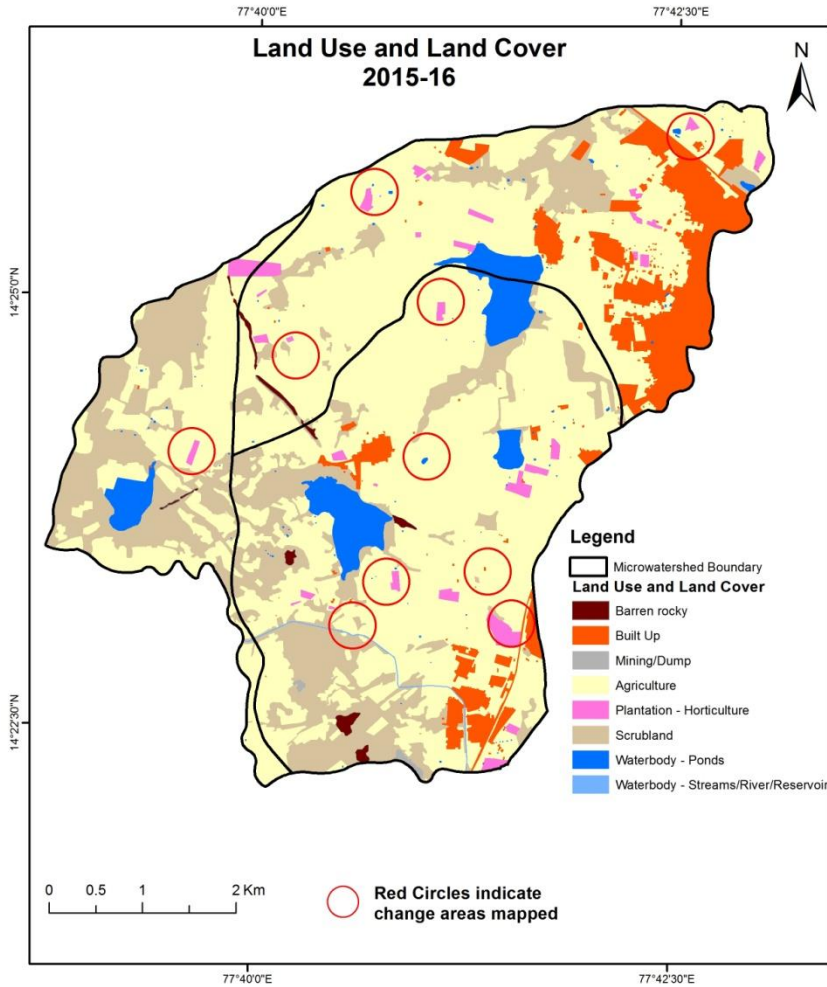 77°40'0"E
77°42'30"E
Land Use and Land Cover
2015-16
N
14°25'0"N
14°22'30"N
Legend
Microwatershed Boundary
Land Use and Land Cover
Barren rocky
Built Up
Mining/Dump
Agriculture
Plantation - Horticulture
Scrubland
Waterbody - Ponds
Waterbody - Streams/River/Reservoir
0 0.5 1 2 Km
Red Circles indicate
change areas mapped
77°40'0"E
77°42'30"E